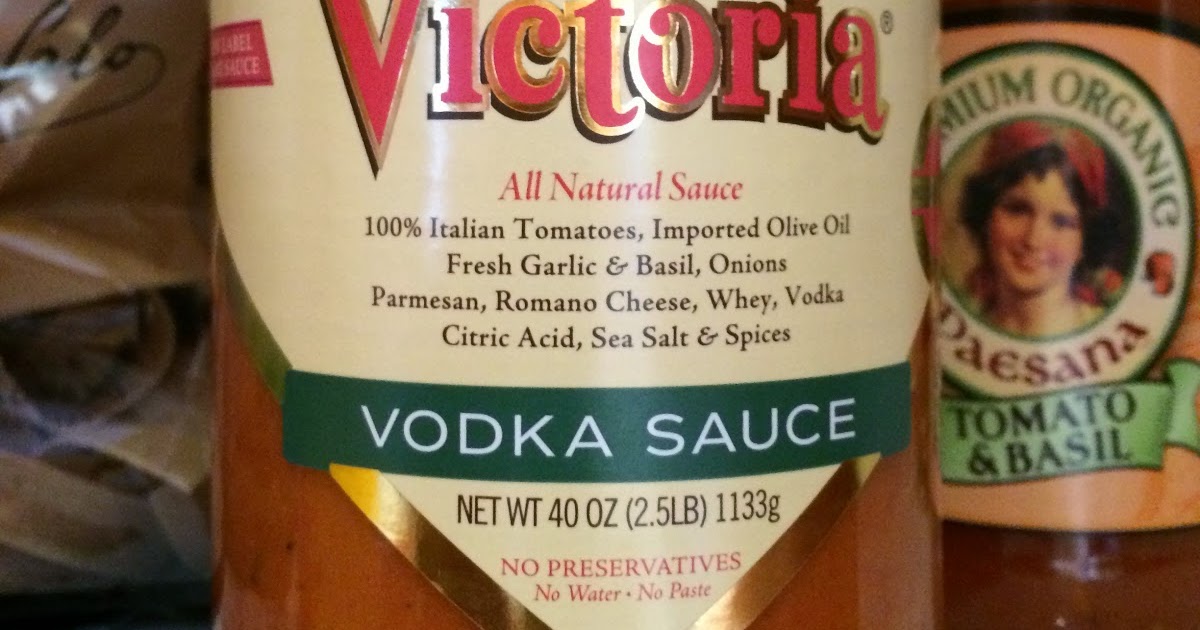 LABEL
SAUCE
Victoria®
All Natural Sauce
100% Italian Tomatoes, Imported Olive Oil
Fresh Garlic & Basil, Onions
Parmesan, Romano Cheese, Whey, Vodka
Citric Acid, Sea Salt & Spices
VODKA SAUCE
NET WT 40 OZ (2.5LB) 1133g
NO PRESERVATIVES
No Water • No Paste
MIUM ORGANIC
Paesana
TOMATO
& BASIL